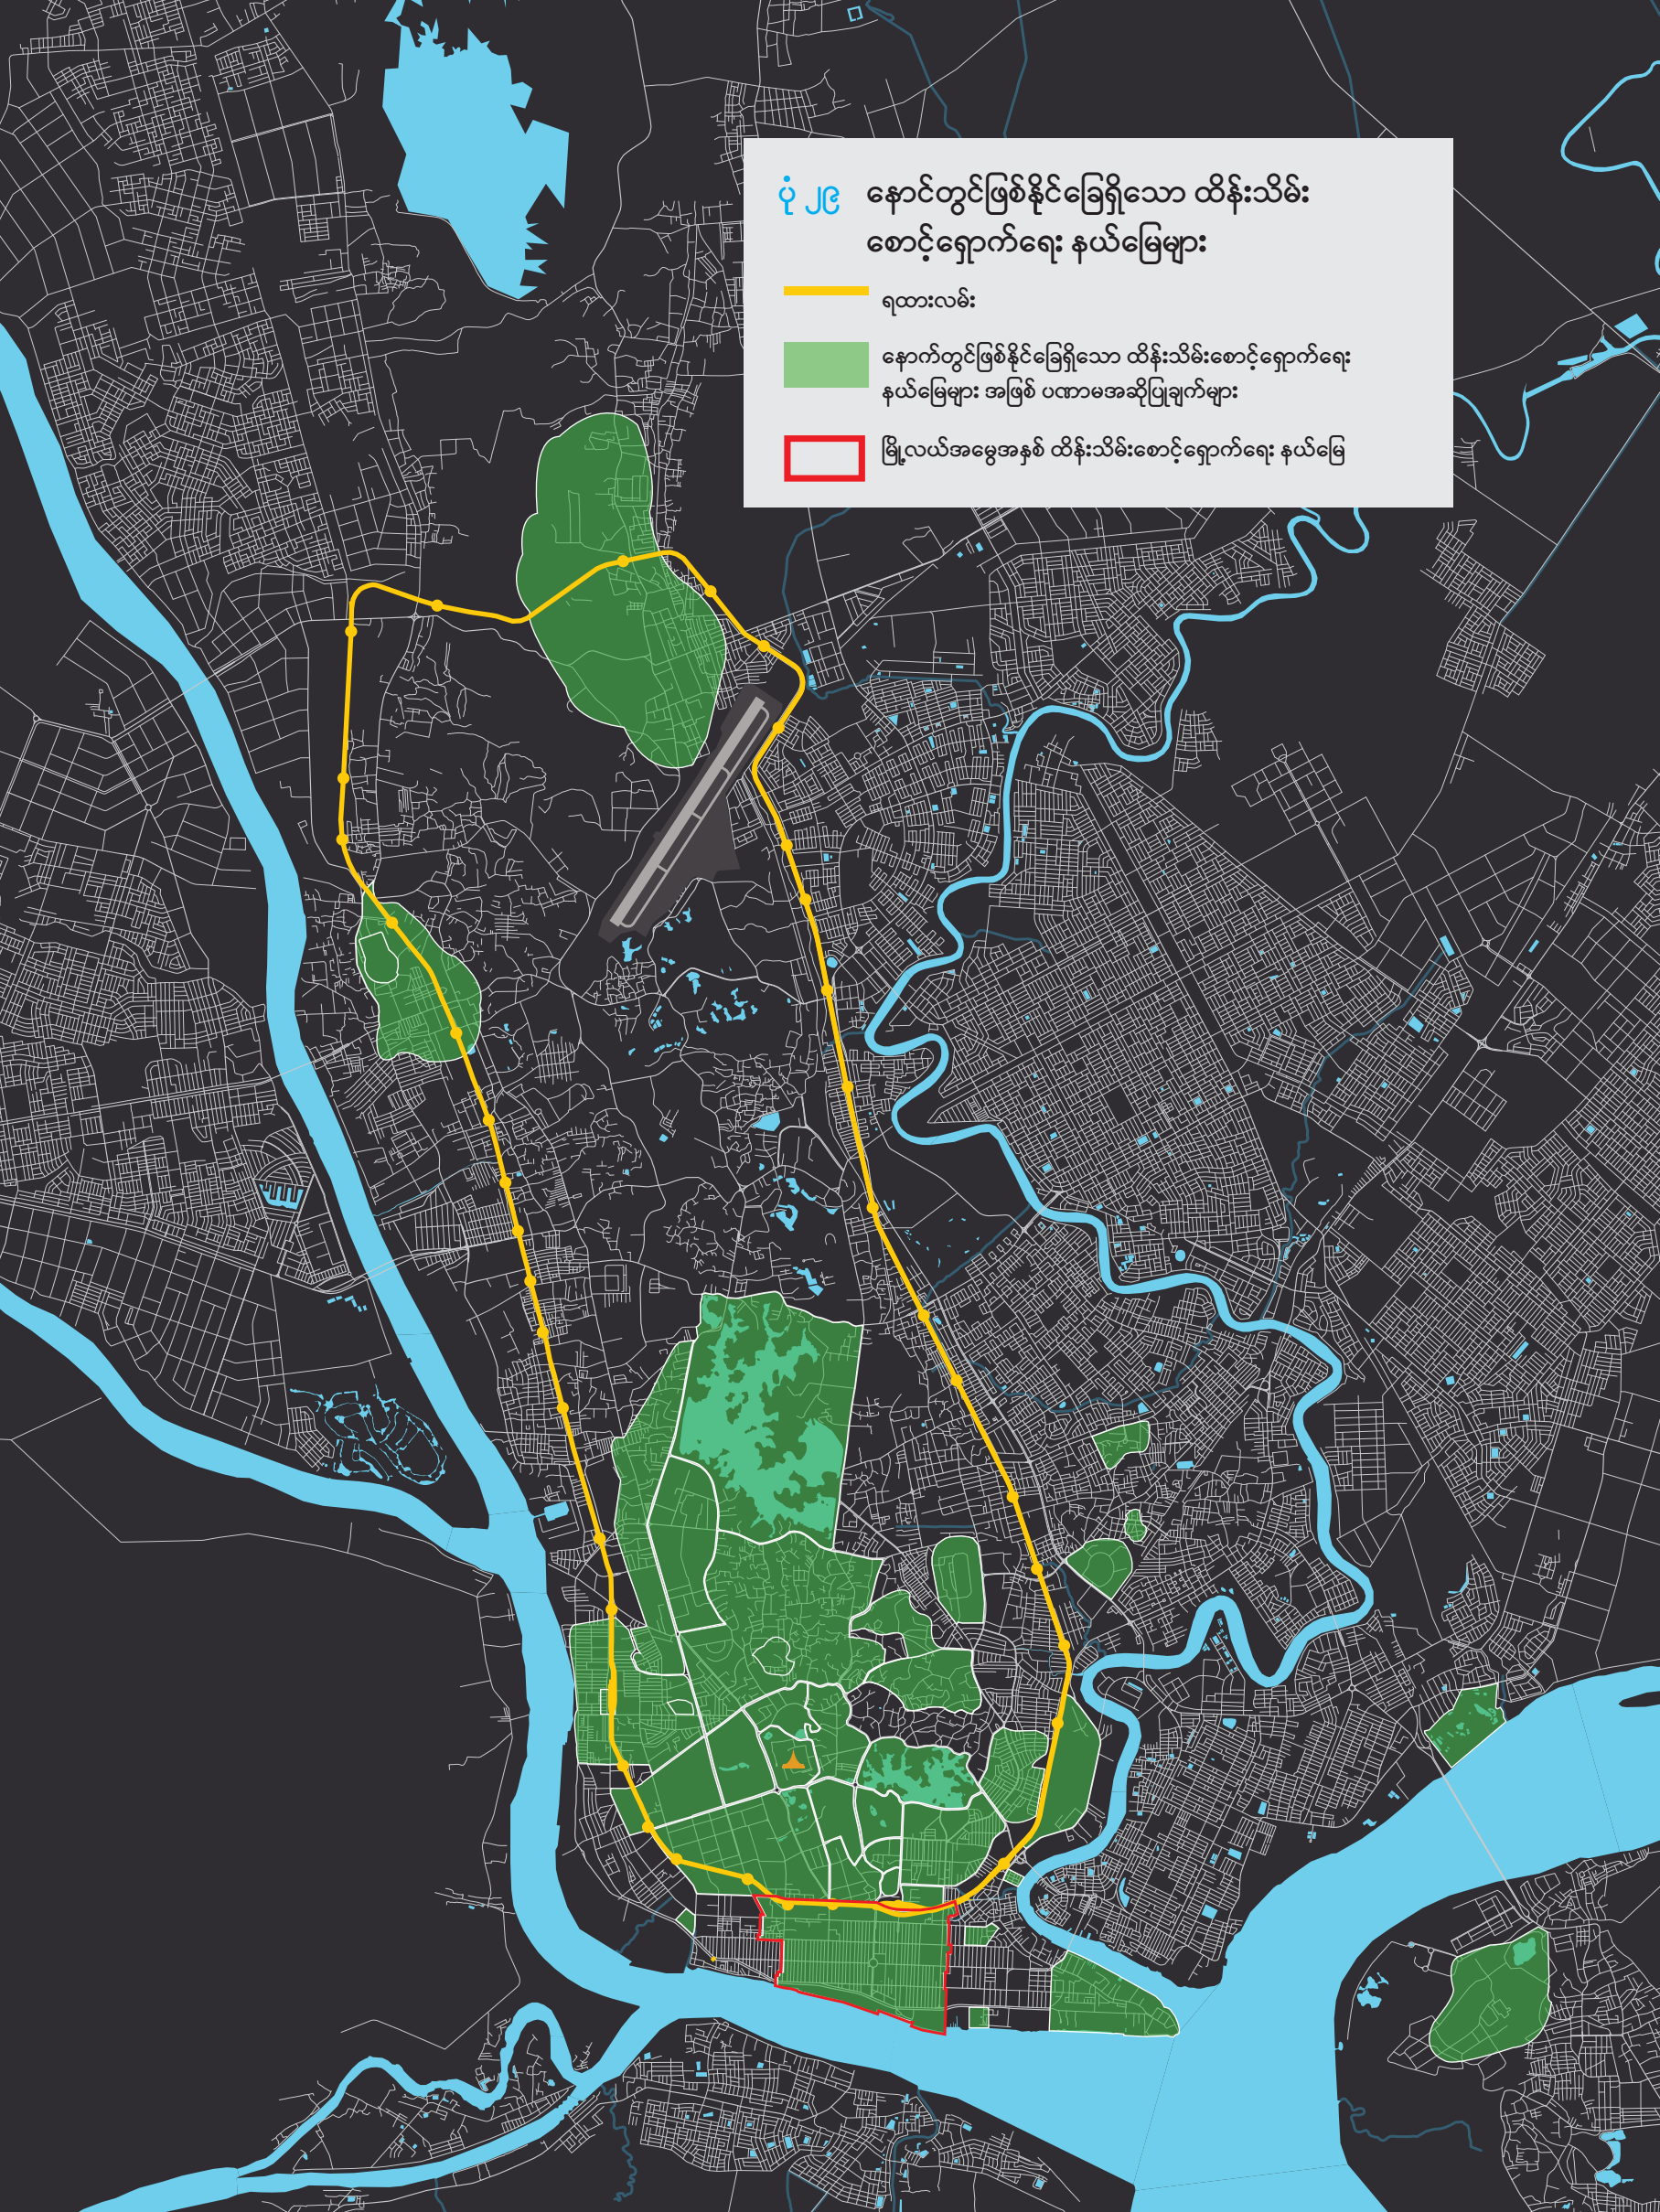 ပုံ ၂၉ နောင်တွင်ဖြစ်နိုင်ခြေရှိသော ထိန်းသိမ်း
စောင့်ရှောက်ရေး နယ်မြေများ
ရထားလမ်း
နောက်တွင်ဖြစ်နိုင်ခြေရှိသော ထိန်းသိမ်းစောင့်ရှောက်ရေး
နယ်မြေများ အဖြစ် ပဏာမအဆိုပြုချက်များ
မြို့လယ်အမွေအနှစ် ထိန်းသိမ်းစောင့်ရှောက်ရေး နယ်မြေ